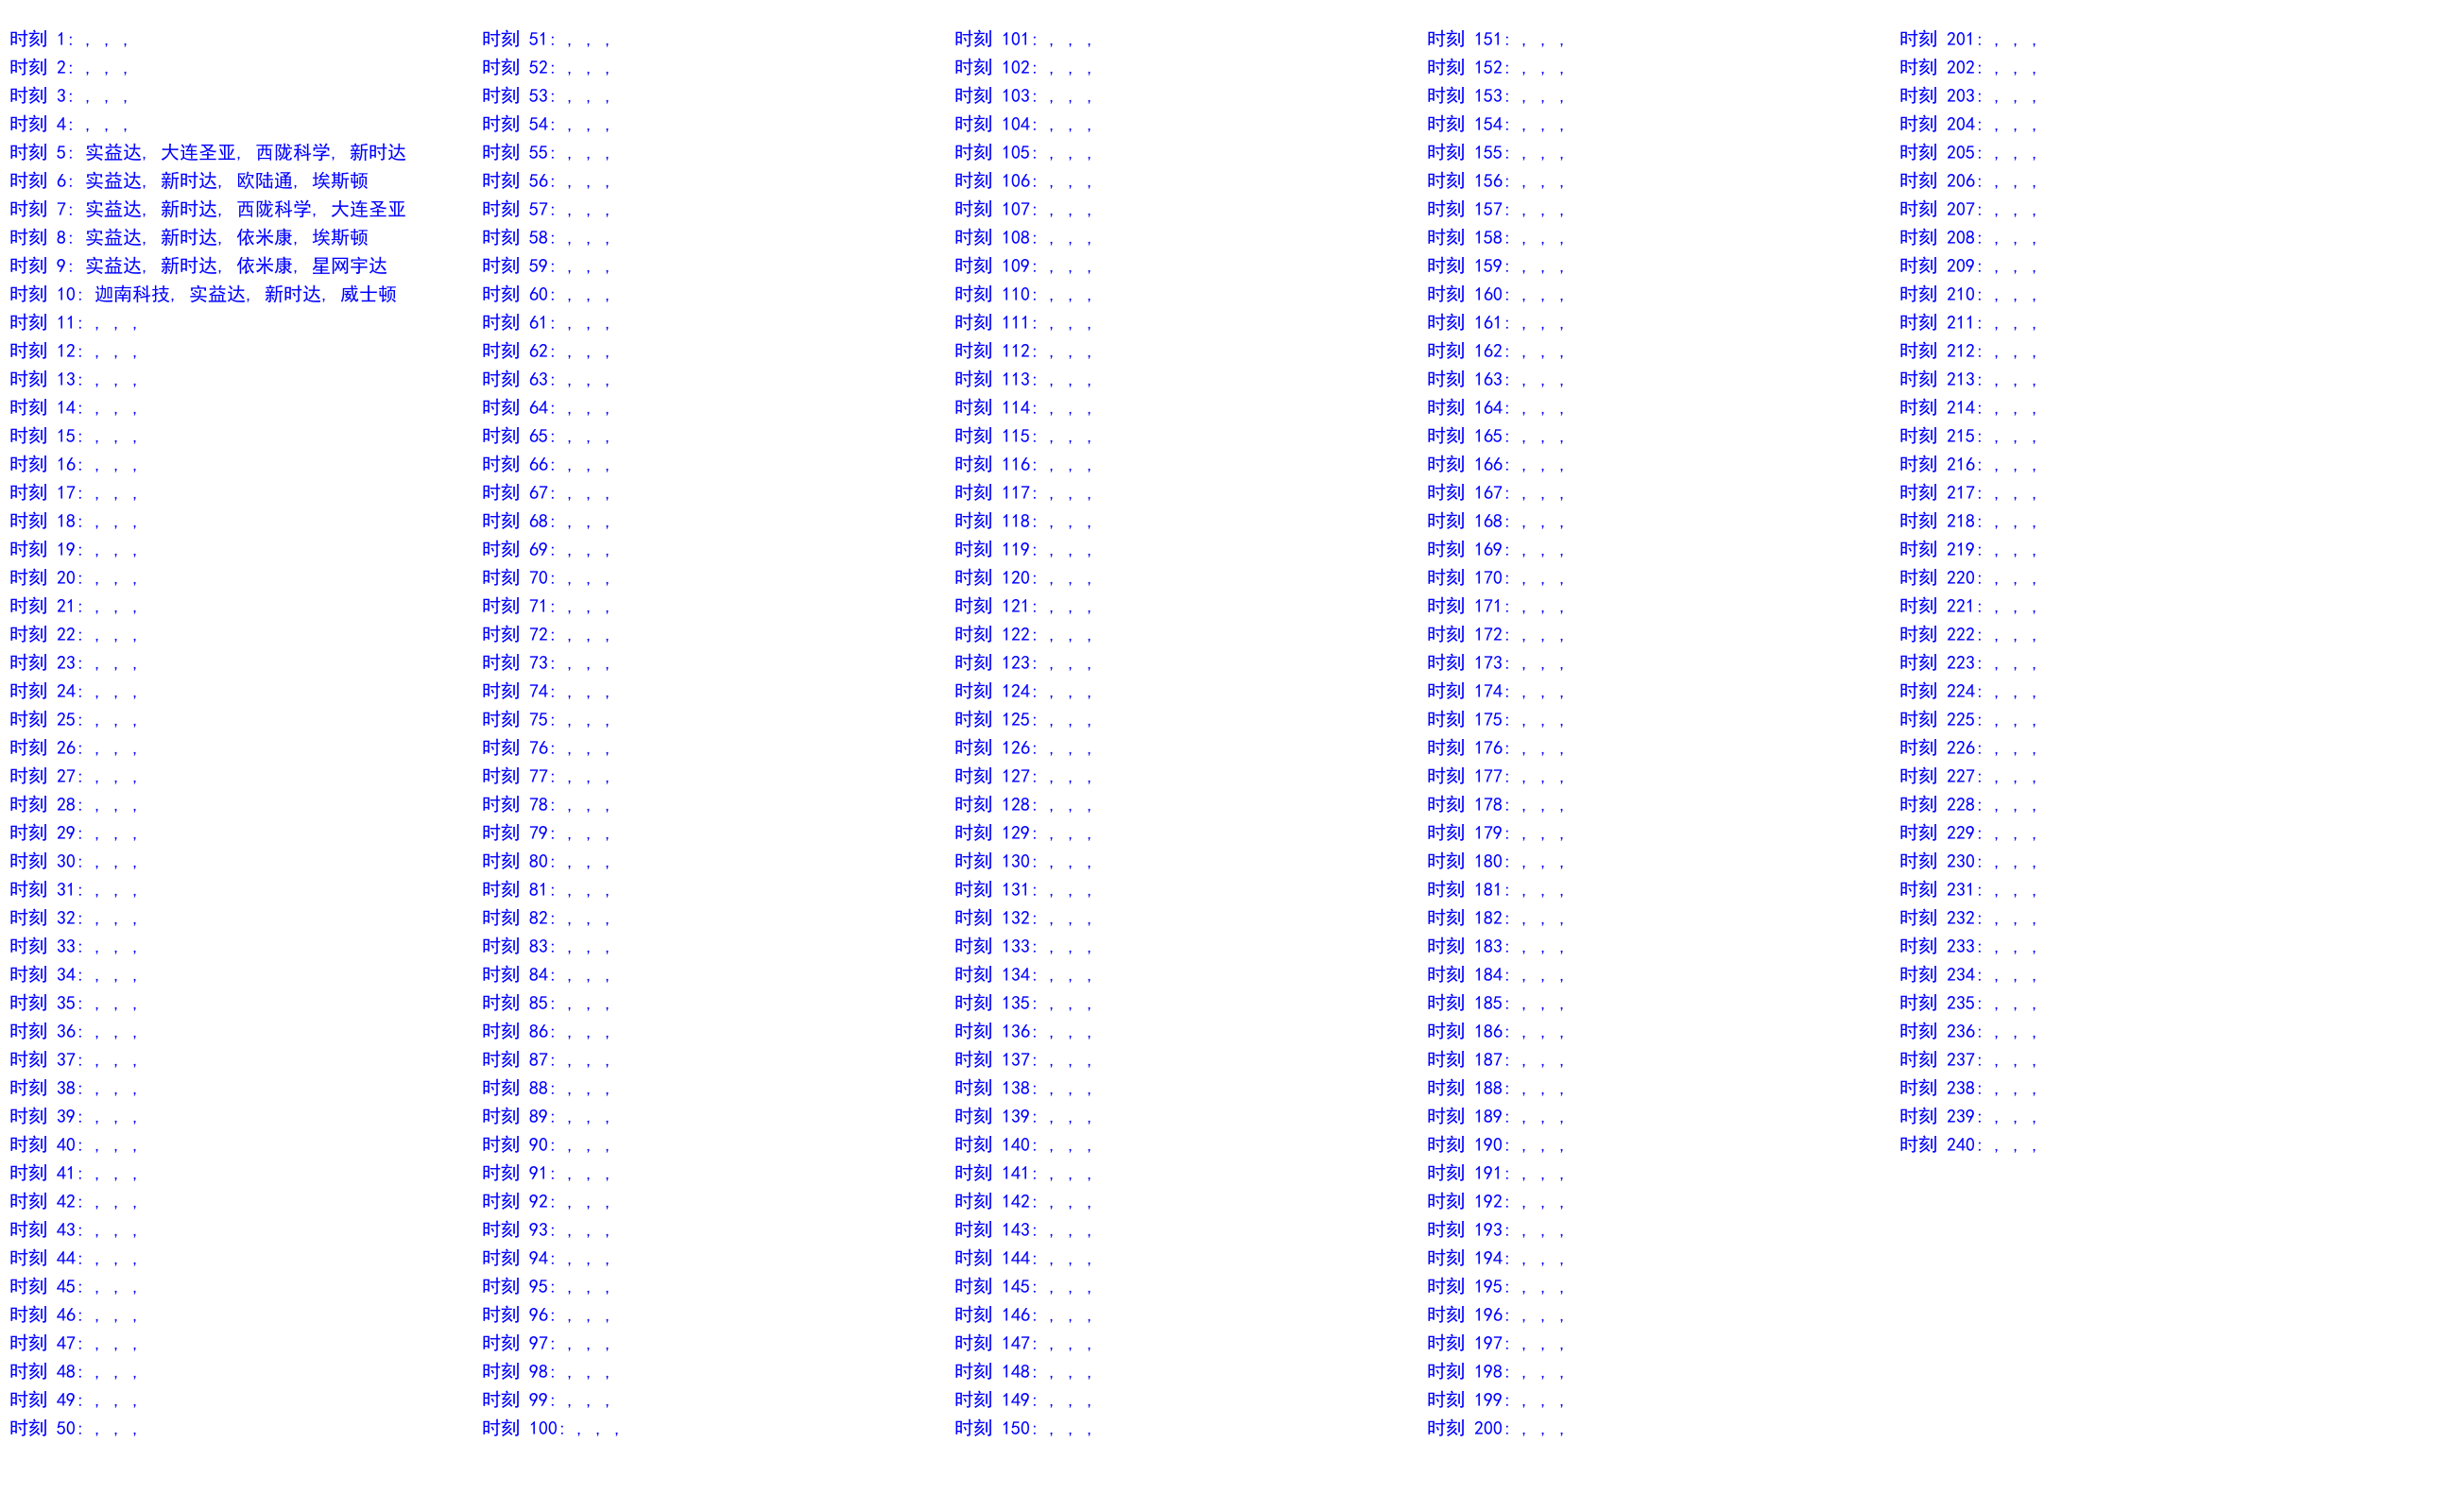 时刻 1: , , ,
时刻 2: , , ,
时刻 3: , , ,
时刻 4: , , ,
时刻 5: 实益达, 大连圣亚, 西陇科学, 新时达
时刻 6: 实益达, 新时达, 欧陆通, 埃斯顿
时刻 7: 实益达, 新时达, 西陇科学, 大连圣亚
时刻 8: 实益达, 新时达, 依米康, 埃斯顿
时刻 9: 实益达, 新时达, 依米康, 星网宇达
时刻 10: 迦南科技, 实益达, 新时达, 威士顿
时刻 11: , , ,
时刻 12: , , ,
时刻 13: , , ,
时刻 14: , , ,
时刻 15: , , ,
时刻 16: , , ,
时刻 17: , , ,
时刻 18: , , ,
时刻 19: , , ,
时刻 20: , , ,
时刻 21: , , ,
时刻 22: , , ,
时刻 23: , , ,
时刻 24: , , ,
时刻 25: , , ,
时刻 26: , , ,
时刻 27: , , ,
时刻 28: , , ,
时刻 29: , , ,
时刻 30: , , ,
时刻 31: , , ,
时刻 32: , , ,
时刻 33: , , ,
时刻 34: , , ,
时刻 35: , , ,
时刻 36: , , ,
时刻 37: , , ,
时刻 38: , , ,
时刻 39: , , ,
时刻 40: , , ,
时刻 41: , , ,
时刻 42: , , ,
时刻 43: , , ,
时刻 44: , , ,
时刻 45: , , ,
时刻 46: , , ,
时刻 47: , , ,
时刻 48: , , ,
时刻 49: , , ,
时刻 50: , , ,
时刻 51: , , ,
时刻 52: , , ,
时刻 53: , , ,
时刻 54: , , ,
时刻 55: , , ,
时刻 56: , , ,
时刻 57: , , ,
时刻 58: , , ,
时刻 59: , , ,
时刻 60: , , ,
时刻 61: , , ,
时刻 62: , , ,
时刻 63: , , ,
时刻 64: , , ,
时刻 65: , , ,
时刻 66: , , ,
时刻 67: , , ,
时刻 68: , , ,
时刻 69: , , ,
时刻 70: , , ,
时刻 71: , , ,
时刻 72: , , ,
时刻 73: , , ,
时刻 74: , , ,
时刻 75: , , ,
时刻 76: , , ,
时刻 77: , , ,
时刻 78: , , ,
时刻 79: , , ,
时刻 80: , , ,
时刻 81: , , ,
时刻 82: , , ,
时刻 83: , , ,
时刻 84: , , ,
时刻 85: , , ,
时刻 86: , , ,
时刻 87: , , ,
时刻 88: , , ,
时刻 89: , , ,
时刻 90: , , ,
时刻 91: , , ,
时刻 92: , , ,
时刻 93: , , ,
时刻 94: , , ,
时刻 95: , , ,
时刻 96: , , ,
时刻 97: , , ,
时刻 98: , , ,
时刻 99: , , ,
时刻 100: , , ,
时刻 101: , , ,
时刻 102: , , ,
时刻 103: , , ,
时刻 104: , , ,
时刻 105: , , ,
时刻 106: , , ,
时刻 107: , , ,
时刻 108: , , ,
时刻 109: , , ,
时刻 110: , , ,
时刻 111: , , ,
时刻 112: , , ,
时刻 113: , , ,
时刻 114: , , ,
时刻 115: , , ,
时刻 116: , , ,
时刻 117: , , ,
时刻 118: , , ,
时刻 119: , , ,
时刻 120: , , ,
时刻 121: , , ,
时刻 122: , , ,
时刻 123: , , ,
时刻 124: , , ,
时刻 125: , , ,
时刻 126: , , ,
时刻 127: , , ,
时刻 128: , , ,
时刻 129: , , ,
时刻 130: , , ,
时刻 131: , , ,
时刻 132: , , ,
时刻 133: , , ,
时刻 134: , , ,
时刻 135: , , ,
时刻 136: , , ,
时刻 137: , , ,
时刻 138: , , ,
时刻 139: , , ,
时刻 140: , , ,
时刻 141: , , ,
时刻 142: , , ,
时刻 143: , , ,
时刻 144: , , ,
时刻 145: , , ,
时刻 146: , , ,
时刻 147: , , ,
时刻 148: , , ,
时刻 149: , , ,
时刻 150: , , ,
时刻 151: , , ,
时刻 152: , , ,
时刻 153: , , ,
时刻 154: , , ,
时刻 155: , , ,
时刻 156: , , ,
时刻 157: , , ,
时刻 158: , , ,
时刻 159: , , ,
时刻 160: , , ,
时刻 161: , , ,
时刻 162: , , ,
时刻 163: , , ,
时刻 164: , , ,
时刻 165: , , ,
时刻 166: , , ,
时刻 167: , , ,
时刻 168: , , ,
时刻 169: , , ,
时刻 170: , , ,
时刻 171: , , ,
时刻 172: , , ,
时刻 173: , , ,
时刻 174: , , ,
时刻 175: , , ,
时刻 176: , , ,
时刻 177: , , ,
时刻 178: , , ,
时刻 179: , , ,
时刻 180: , , ,
时刻 181: , , ,
时刻 182: , , ,
时刻 183: , , ,
时刻 184: , , ,
时刻 185: , , ,
时刻 186: , , ,
时刻 187: , , ,
时刻 188: , , ,
时刻 189: , , ,
时刻 190: , , ,
时刻 191: , , ,
时刻 192: , , ,
时刻 193: , , ,
时刻 194: , , ,
时刻 195: , , ,
时刻 196: , , ,
时刻 197: , , ,
时刻 198: , , ,
时刻 199: , , ,
时刻 200: , , ,
时刻 201: , , ,
时刻 202: , , ,
时刻 203: , , ,
时刻 204: , , ,
时刻 205: , , ,
时刻 206: , , ,
时刻 207: , , ,
时刻 208: , , ,
时刻 209: , , ,
时刻 210: , , ,
时刻 211: , , ,
时刻 212: , , ,
时刻 213: , , ,
时刻 214: , , ,
时刻 215: , , ,
时刻 216: , , ,
时刻 217: , , ,
时刻 218: , , ,
时刻 219: , , ,
时刻 220: , , ,
时刻 221: , , ,
时刻 222: , , ,
时刻 223: , , ,
时刻 224: , , ,
时刻 225: , , ,
时刻 226: , , ,
时刻 227: , , ,
时刻 228: , , ,
时刻 229: , , ,
时刻 230: , , ,
时刻 231: , , ,
时刻 232: , , ,
时刻 233: , , ,
时刻 234: , , ,
时刻 235: , , ,
时刻 236: , , ,
时刻 237: , , ,
时刻 238: , , ,
时刻 239: , , ,
时刻 240: , , ,